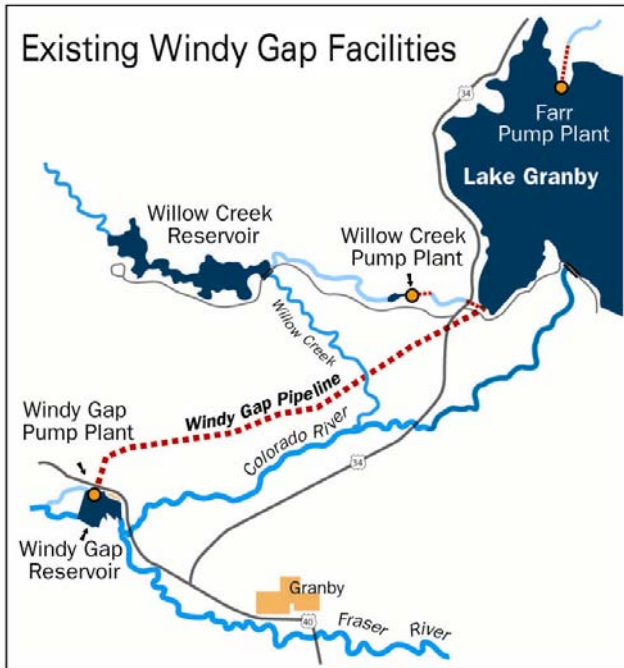 Existing Windy Gap Facilities
34
Farr
Pump Plant
Lake Granby
Willow Creek
Reservoir
Willow Creek
Pump Plant
Willow Creek
Windy Gap Pipeline
Windy Gap
Pump Plant
Colorado River
34
Windy Gap
Reservoir
Granby
40
Fraser River